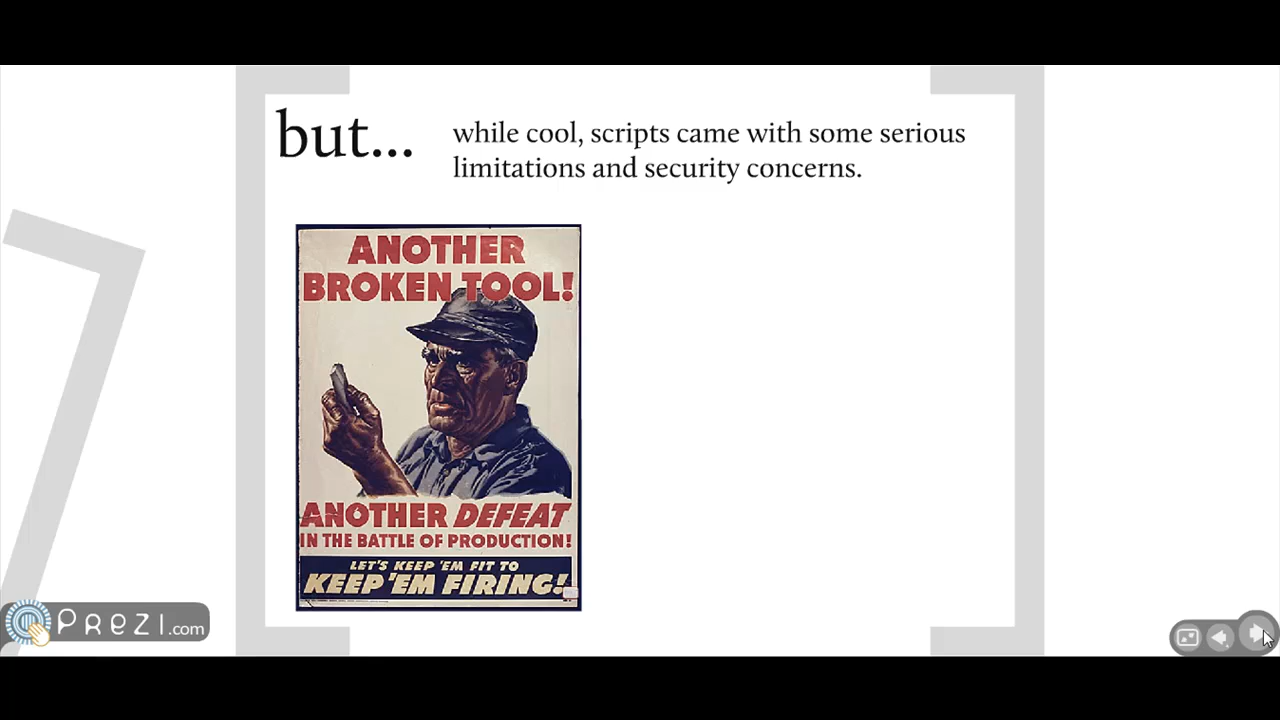 but...
while cool, scripts came with some serious
limitations and security concerns.
ANOTHER
BROKEN TOOL!
ANOTHER DEFEAT
IN THE BATTLE OF PRODUCTION!
LET'S KEEP 'EM FIT TO
KEEP 'EM FIRING!
PREZI.com